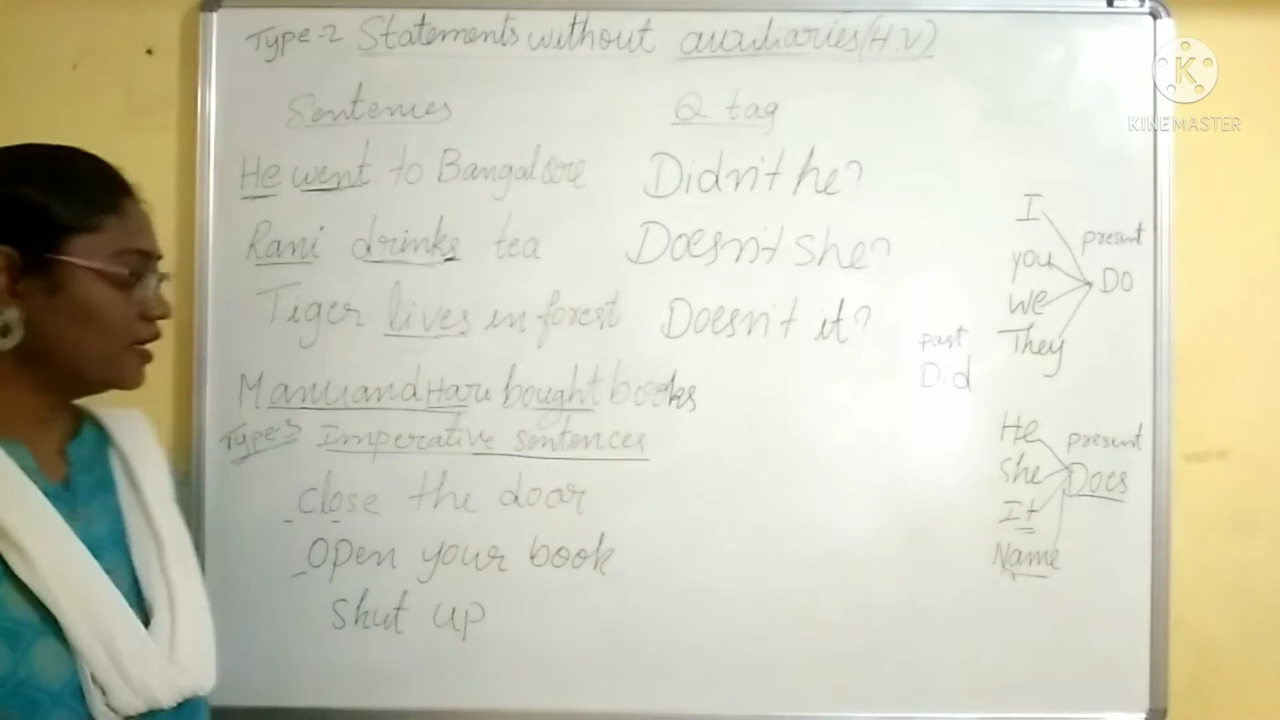 Type-2 Statements without auxiliaries (H.V)
Sentences Q tag
He went to Bangalore Didn't he?
Rani drinks tea Doesn't she?
Tiger lives in forest Doesn't it?
Manu and Hari bought books
Type-3 Imperative sentences
close the door
open your book
shut up
I
you
we
They
present
DO
past
Did
He
She
It
Name
present
Does
K
KINEMASTER